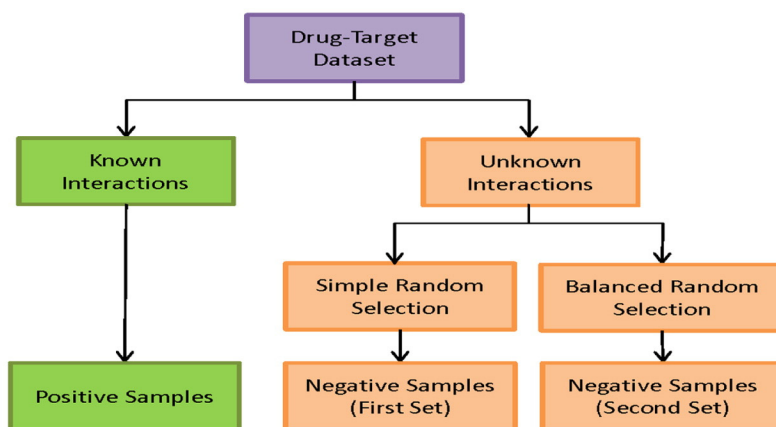 Drug-Target
Dataset
Known
Interactions
Unknown
Interactions
Simple Random
Selection
Balanced Random
Selection
Positive Samples
Negative Samples
(First Set)
Negative Samples
(Second Set)